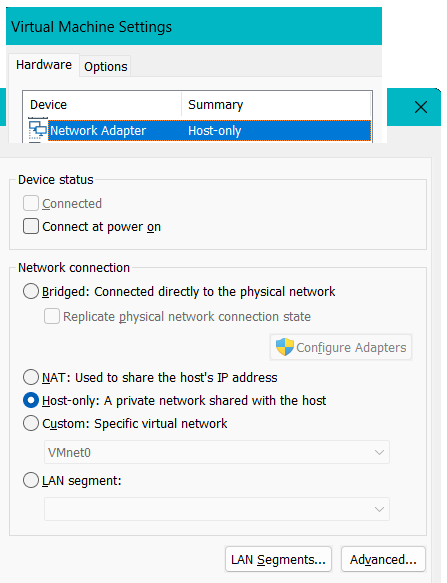 Virtual Machine Settings
Hardware Options
Device Summary
Network Adapter Host-only
Device status
Connected
Connect at power on
Network connection
Bridged: Connected directly to the physical network
Replicate physical network connection state
Configure Adapters
NAT: Used to share the host's IP address
Host-only: A private network shared with the host
Custom: Specific virtual network
VMnet0
LAN segment:
LAN Segments... Advanced...